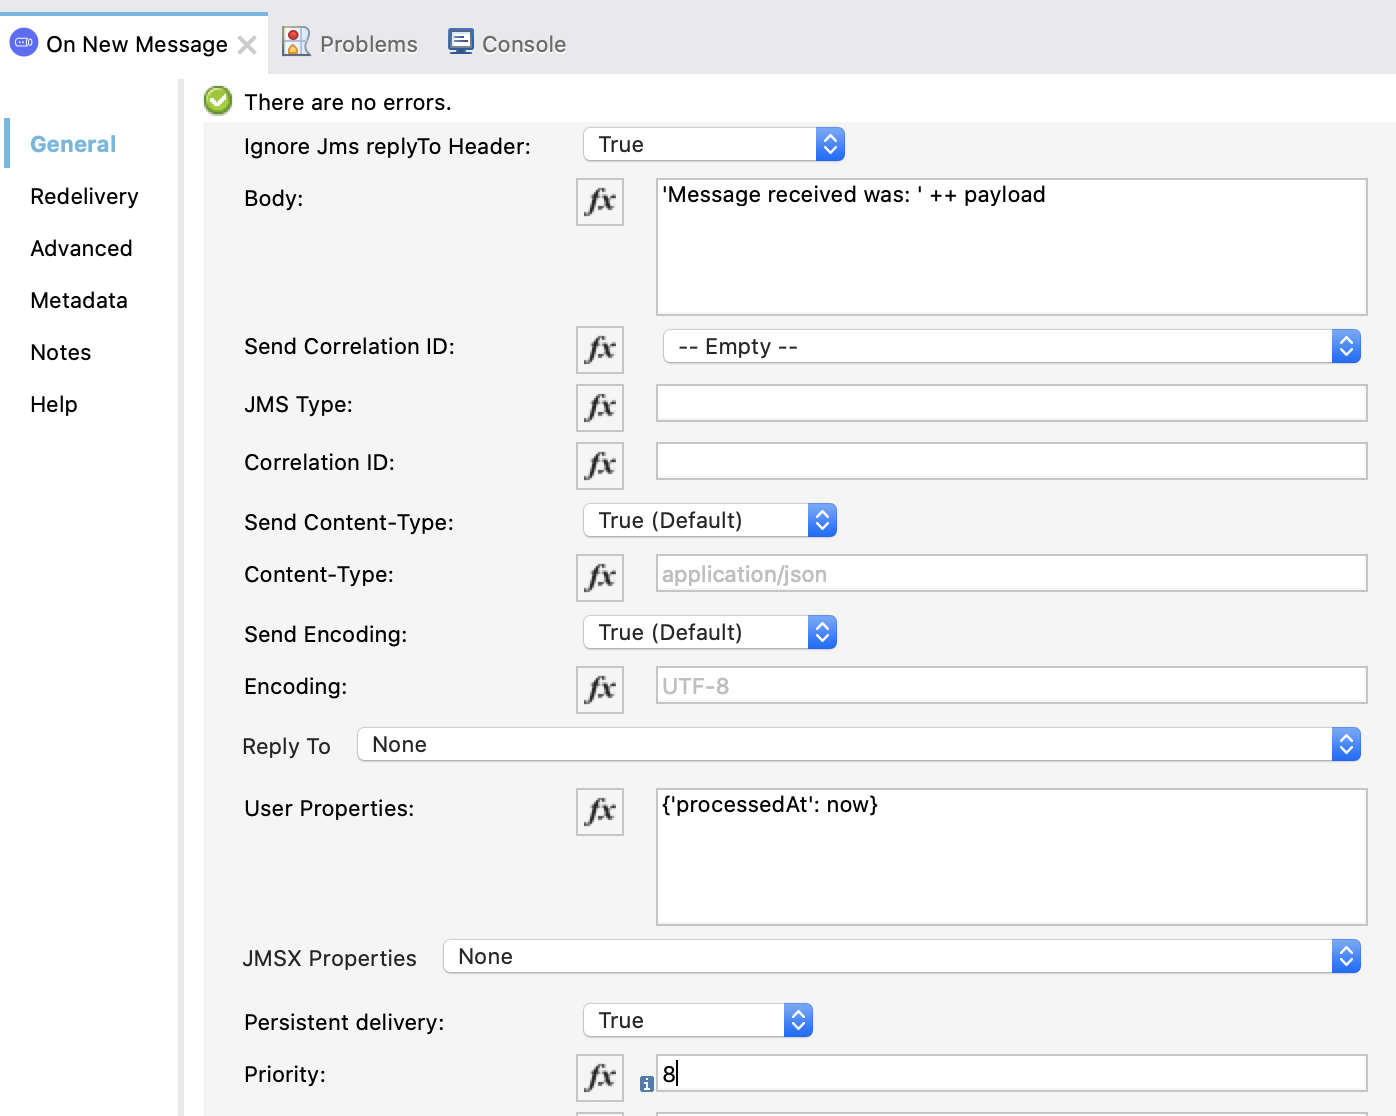 On New Message
Problems
Console
There are no errors.
General
Redelivery
Advanced
Metadata
Notes
Help
Ignore Jms replyTo Header: True
Body: fx 'Message received was: ' ++ payload
Send Correlation ID: fx -- Empty --
JMS Type: fx
Correlation ID: fx
Send Content-Type: True (Default)
Content-Type: fx application/json
Send Encoding: True (Default)
Encoding: fx UTF-8
Reply To None
User Properties: fx {'processedAt': now}
JMSX Properties None
Persistent delivery: True
Priority: fx i 8